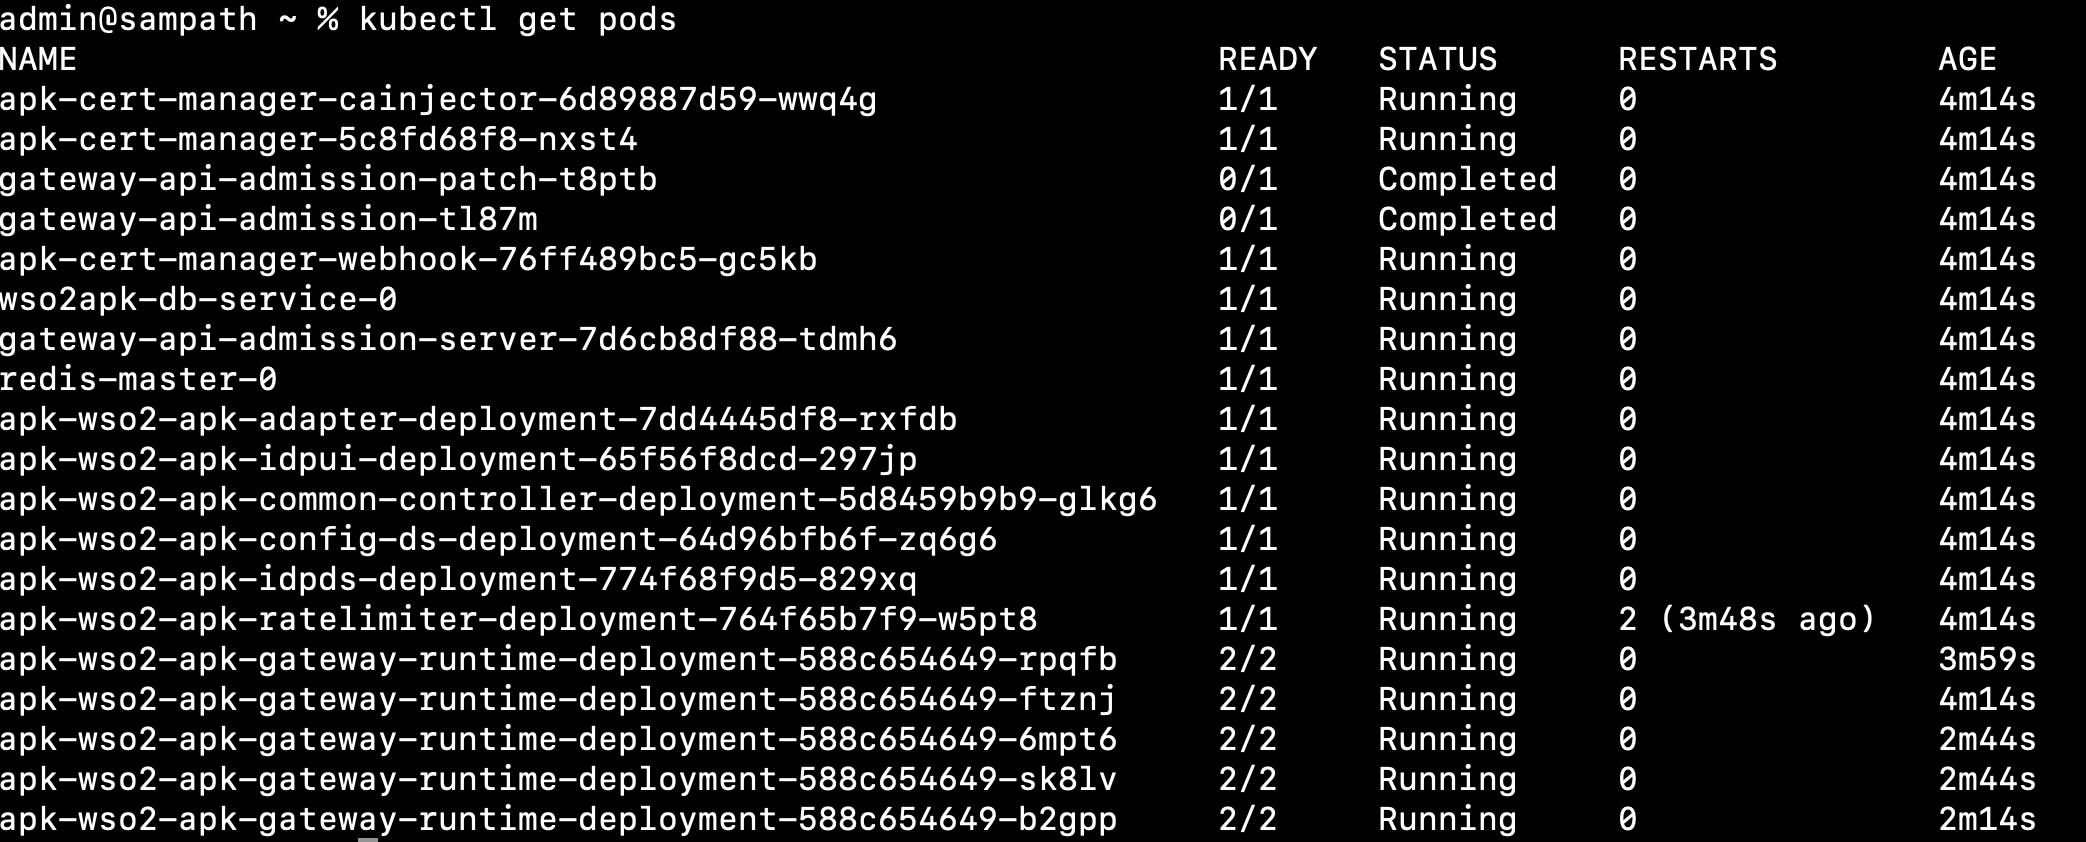 admin@sampath ~ % kubectl get pods
NAME READY STATUS RESTARTS AGE
apk-cert-manager-cainjector-6d89887d59-wwq4g 1/1 Running 0 4m14s
apk-cert-manager-5c8fd68f8-nxst4 1/1 Running 0 4m14s
gateway-api-admission-patch-t8ptb 0/1 Completed 0 4m14s
gateway-api-admission-tl87m 0/1 Completed 0 4m14s
apk-cert-manager-webhook-76ff489bc5-gc5kb 1/1 Running 0 4m14s
wso2apk-db-service-0 1/1 Running 0 4m14s
gateway-api-admission-server-7d6cb8df88-tdmh6 1/1 Running 0 4m14s
redis-master-0 1/1 Running 0 4m14s
apk-wso2-apk-adapter-deployment-7dd4445df8-rxfdb 1/1 Running 0 4m14s
apk-wso2-apk-idpui-deployment-65f56f8dcd-297jp 1/1 Running 0 4m14s
apk-wso2-apk-common-controller-deployment-5d8459b9b9-glkg6 1/1 Running 0 4m14s
apk-wso2-apk-config-ds-deployment-64d96bfb6f-zq6g6 1/1 Running 0 4m14s
apk-wso2-apk-idpds-deployment-774f68f9d5-829xq 1/1 Running 0 4m14s
apk-wso2-apk-ratelimiter-deployment-764f65b7f9-w5pt8 1/1 Running 2 (3m48s ago) 4m14s
apk-wso2-apk-gateway-runtime-deployment-588c654649-rpqfb 2/2 Running 0 3m59s
apk-wso2-apk-gateway-runtime-deployment-588c654649-ftznj 2/2 Running 0 4m14s
apk-wso2-apk-gateway-runtime-deployment-588c654649-6mpt6 2/2 Running 0 2m44s
apk-wso2-apk-gateway-runtime-deployment-588c654649-sk8lv 2/2 Running 0 2m44s
apk-wso2-apk-gateway-runtime-deployment-588c654649-b2gpp 2/2 Running 0 2m14s